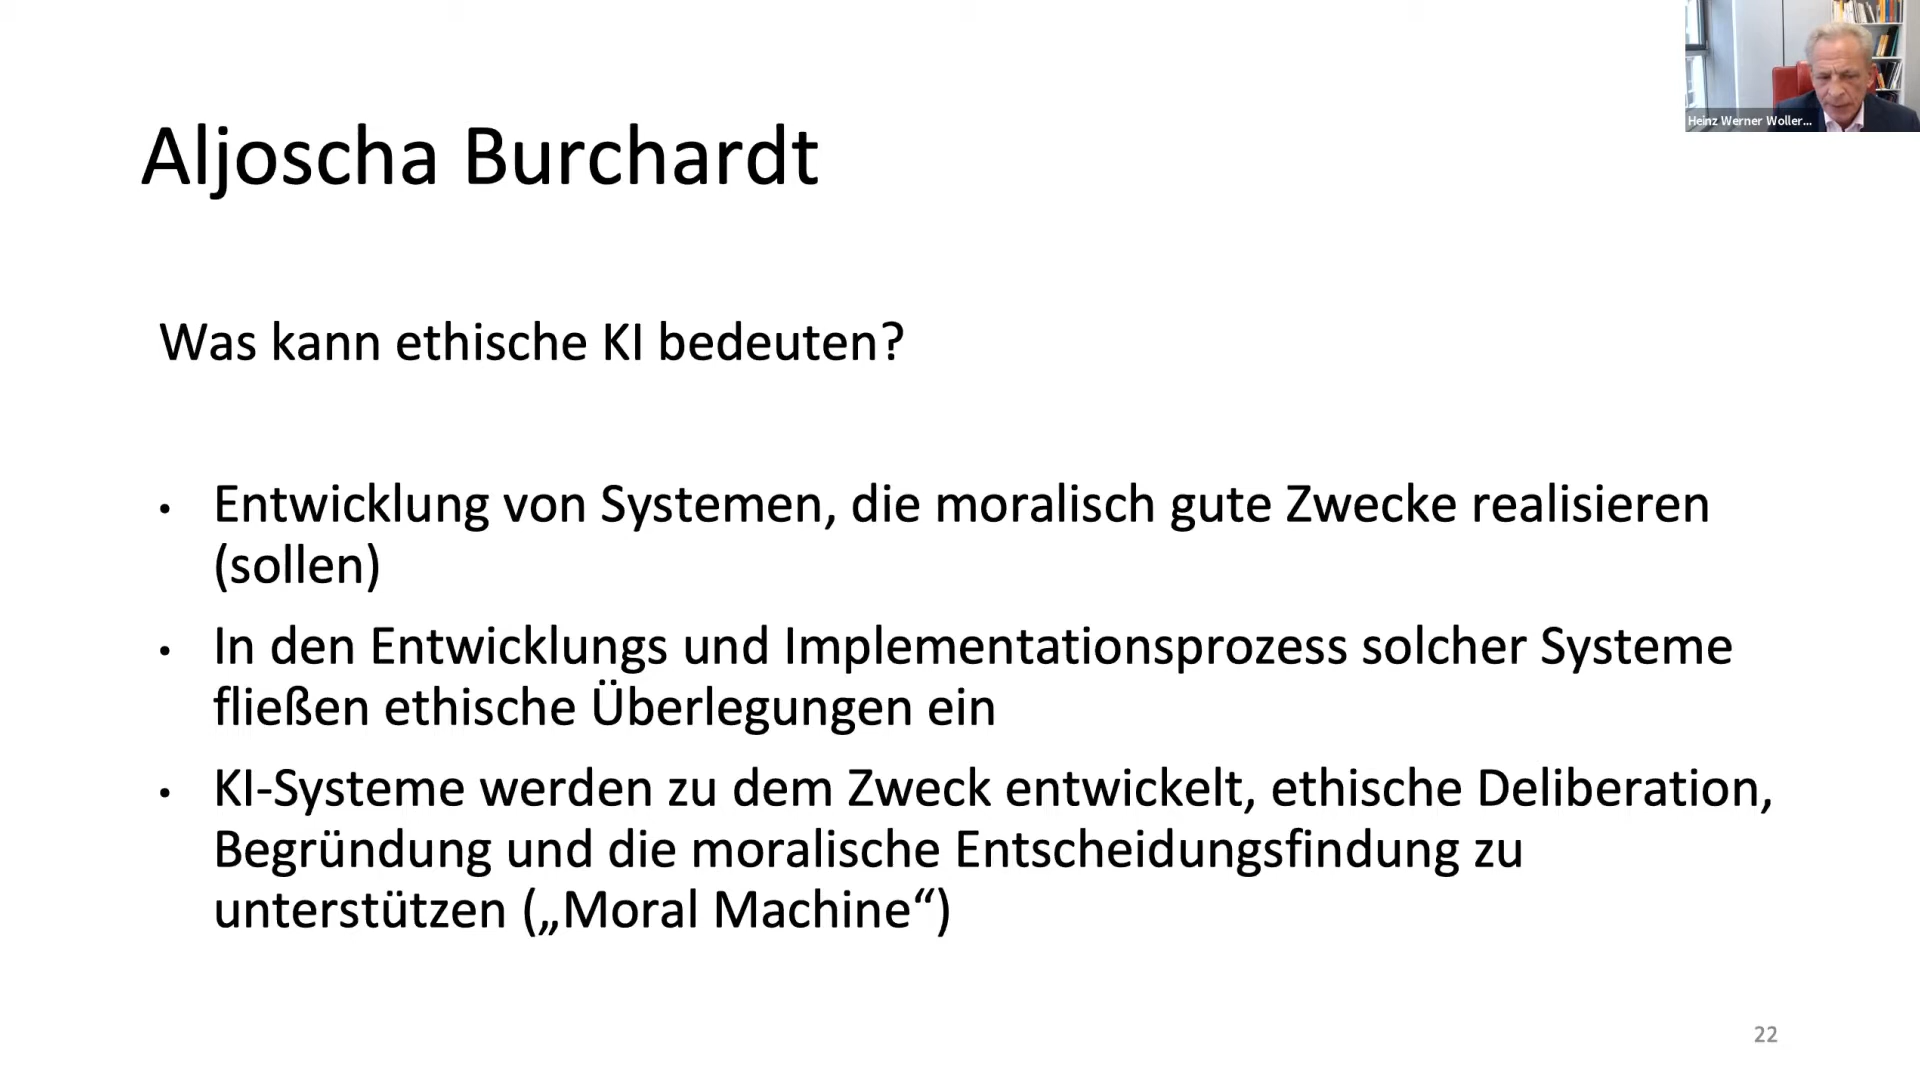 Heinz Werner Woller...
Aljoscha Burchardt
Was kann ethische KI bedeuten?
• Entwicklung von Systemen, die moralisch gute Zwecke realisieren
(sollen)
• In den Entwicklungs und Implementationsprozess solcher Systeme
fließen ethische Überlegungen ein
• KI-Systeme werden zu dem Zweck entwickelt, ethische Deliberation,
Begründung und die moralische Entscheidungsfindung zu
unterstützen („Moral Machine“)
22